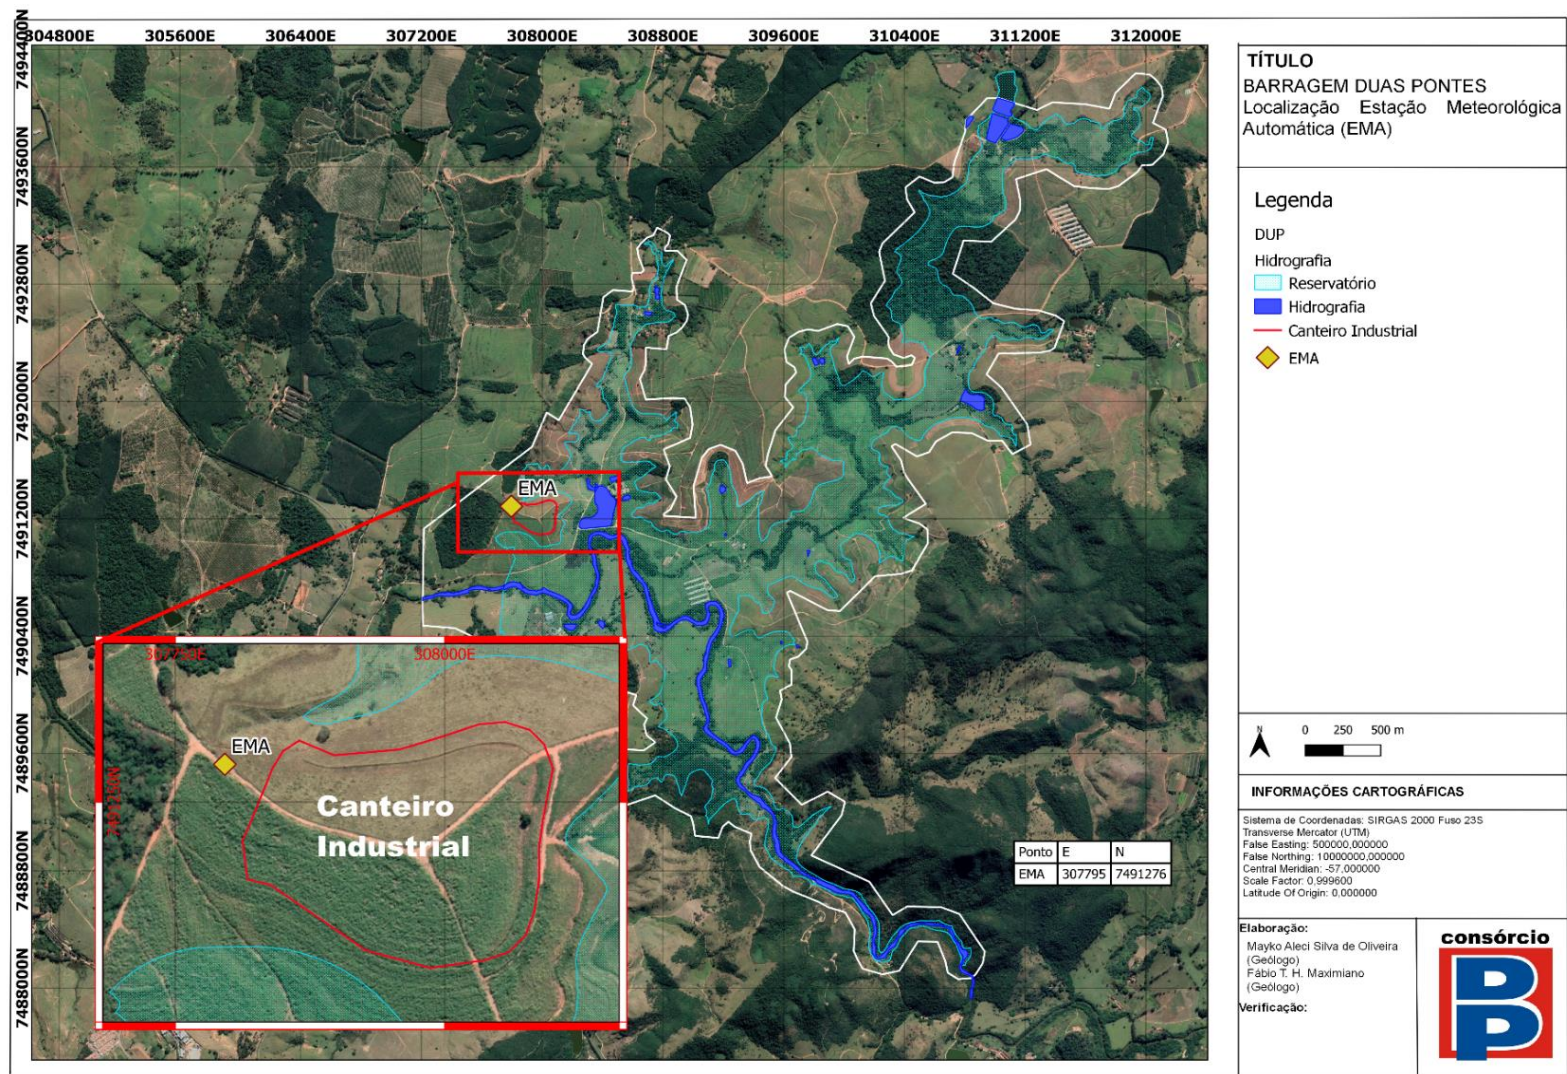 304800E 305600E 306400E 307200E 308000E 308800E 309600E 310400E 311200E 312000E
7494400N
7493600N
7492800N
7492000N
7491200N
7490400N
7489600N
7488800N
7488000N
EMA
307750E 308000E
EMA
Canteiro
Industrial
Ponto E N
EMA 307795 7491276
TÍTULO
BARRAGEM DUAS PONTES
Localização Estação Meteorológica
Automática (EMA)
Legenda
DUP
Hidrografia
Reservatório
Hidrografia
Canteiro Industrial
EMA
N
0 250 500 m
INFORMAÇÕES CARTOGRÁFICAS
Sistema de Coordenadas: SIRGAS 2000 Fuso 23S
Transverse Mercator (UTM)
False Easting: 500000,000000
False Northing: 10000000,000000
Central Meridian: -57,000000
Scale Factor: 0,999600
Latitude Of Origin: 0,000000
Elaboração:
Mayko Aleci Silva de Oliveira
(Geólogo)
Fábio T. H. Maximiano
(Geólogo)
Verificação:
consórcio
BP